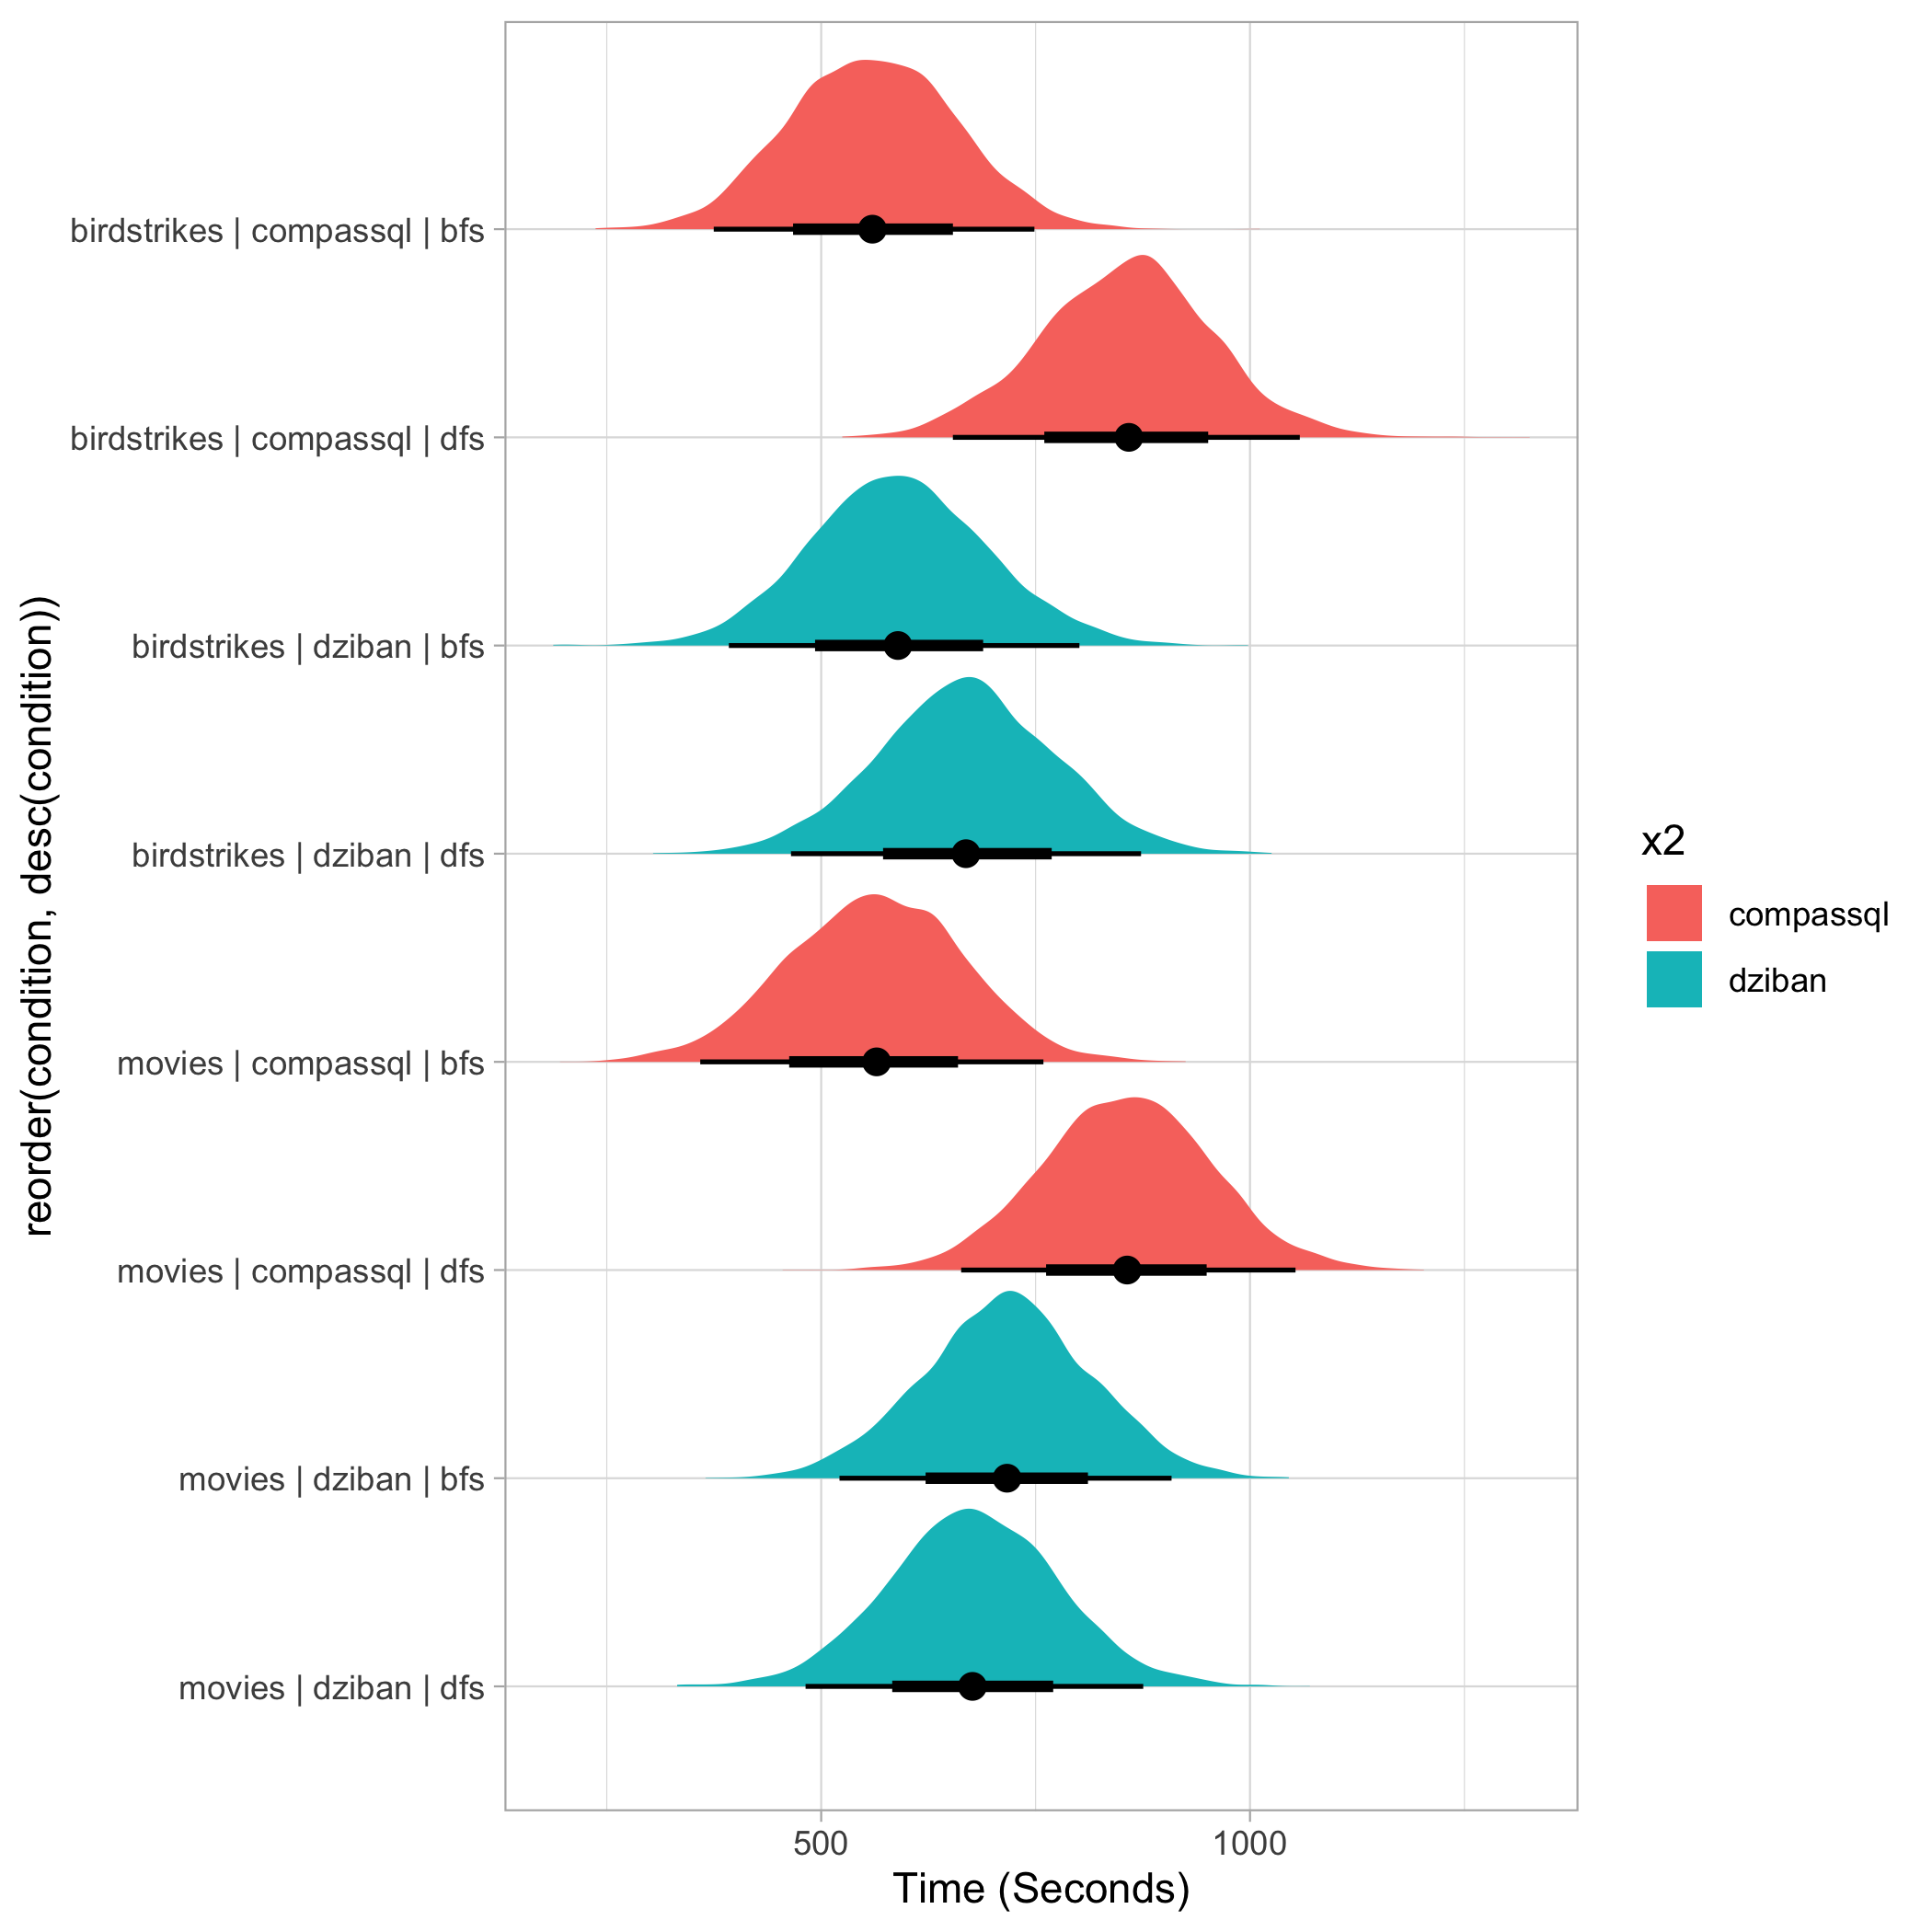 reorder(condition, desc(condition))
birdstrikes | compassql | bfs
birdstrikes | compassql | dfs
birdstrikes | dziban | bfs
birdstrikes | dziban | dfs
movies | compassql | bfs
movies | compassql | dfs
movies | dziban | bfs
movies | dziban | dfs
500
1000
Time (Seconds)
x2
compassql
dziban